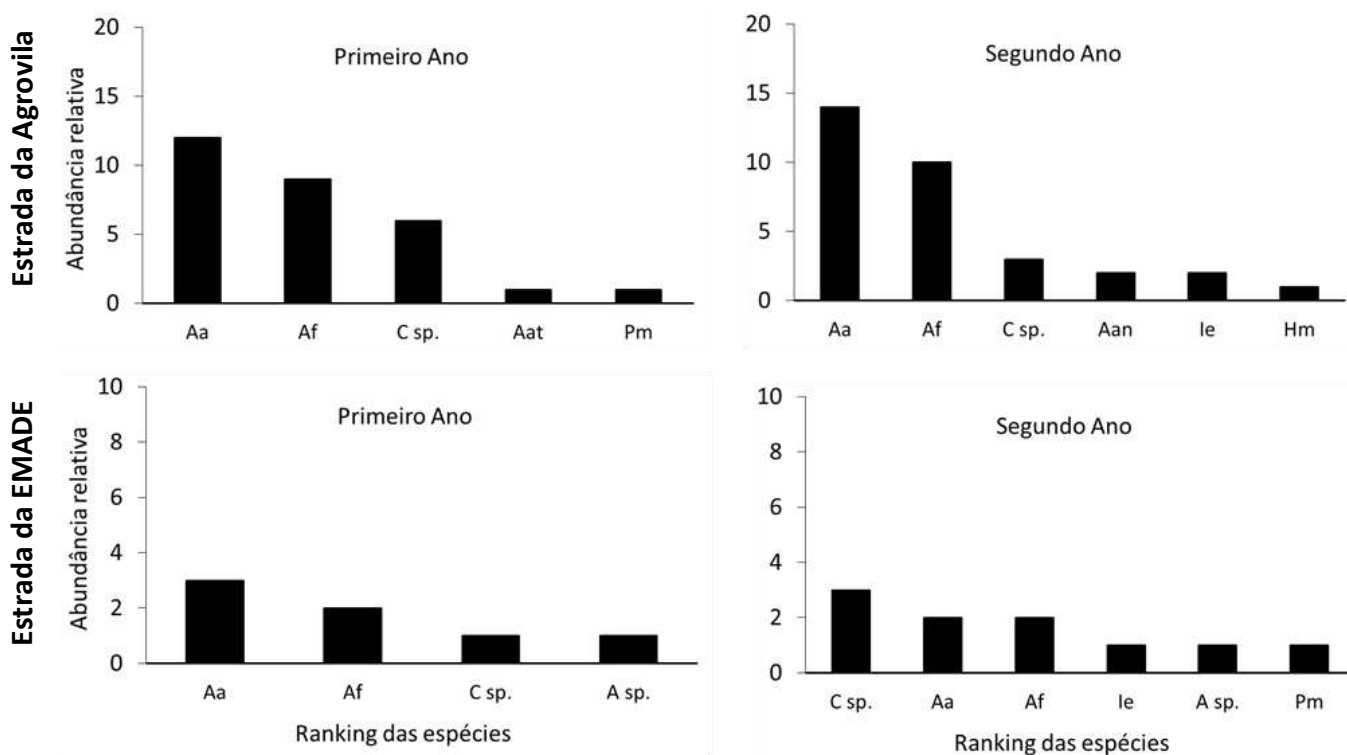 Estrada da Agrovila
Abundância relativa
20
15
10
5
0
Primeiro Ano
Aa Af C sp. Aat Pm
20
15
10
5
0
Segundo Ano
Aa Af C sp. Aan Ie Hm
Estrada da EMADE
Abundância relativa
10
8
6
4
2
0
Primeiro Ano
Aa Af C sp. A sp.
Ranking das espécies
10
8
6
4
2
0
Segundo Ano
C sp. Aa Af Ie A sp. Pm
Ranking das espécies